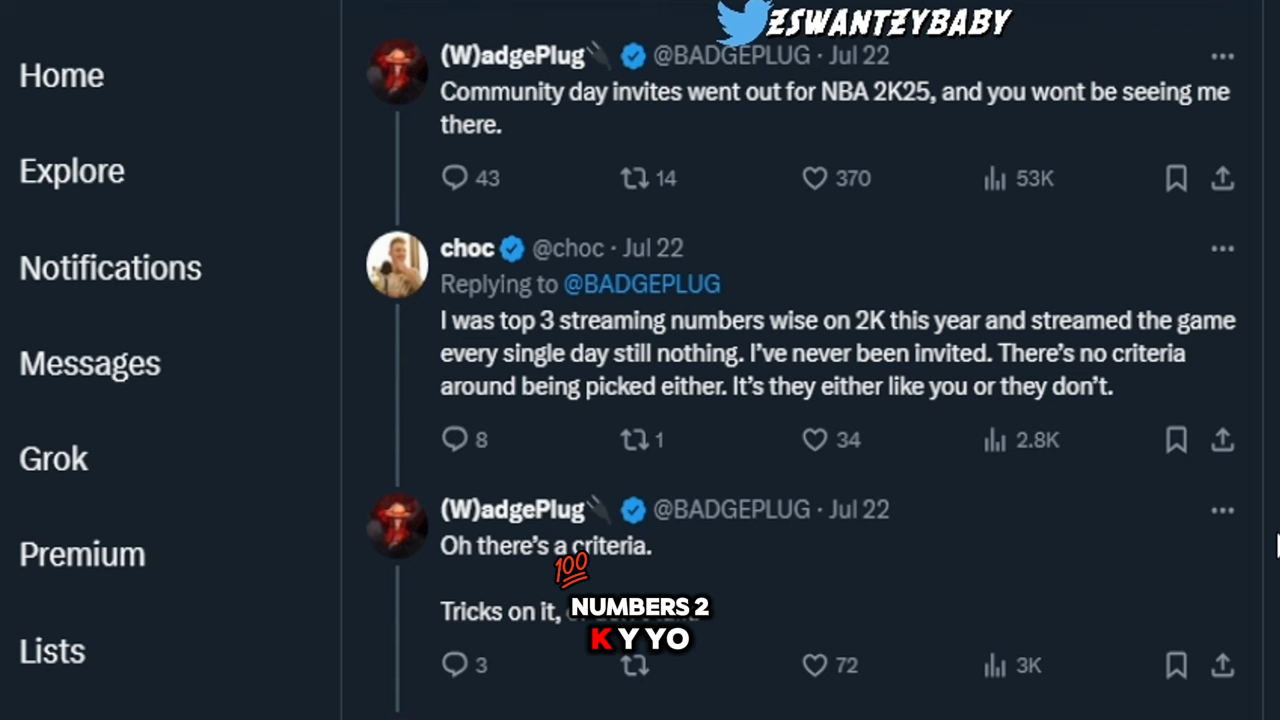 ZSWANTZYBABY
Home
Explore
Notifications
Messages
Grok
Premium
Lists
(W)adgePlug🔌 @BADGEPLUG · Jul 22
Community day invites went out for NBA 2K25, and you wont be seeing me
there.
43 14 370 53K
choc @choc · Jul 22
Replying to @BADGEPLUG
I was top 3 streaming numbers wise on 2K this year and streamed the game
every single day still nothing. I've never been invited. There's no criteria
around being picked either. It's they either like you or they don't.
8 1 34 2.8K
(W)adgePlug🔌 @BADGEPLUG · Jul 22
Oh there's a criteria.
💯
Tricks on it,
NUMBERS 2
K Y YO
3 72 3K